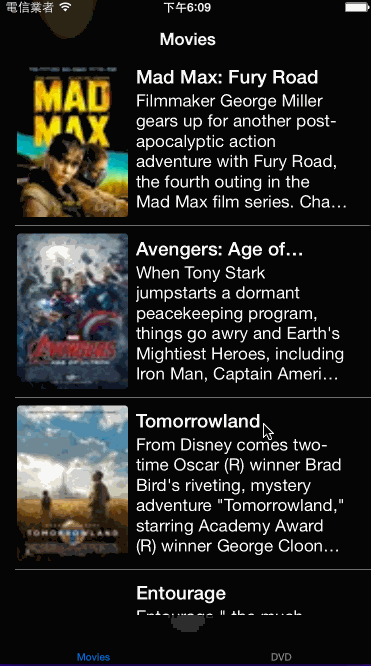 電信業者 下午6:09
Movies
Mad Max: Fury Road
Filmmaker George Miller
gears up for another post-
apocalyptic action
adventure with Fury Road,
the fourth outing in the
Mad Max film series. Cha…
MAD
MAX
Avengers: Age of…
When Tony Stark
jumpstarts a dormant
peacekeeping program,
things go awry and Earth's
Mightiest Heroes, including
Iron Man, Captain Ameri…
AVENGERS
Tomorrowland
From Disney comes two-
time Oscar (R) winner Brad
Bird's riveting, mystery
adventure "Tomorrowland,"
starring Academy Award
(R) winner George Cloon…
TOMORROWLAND
Entourage
Entourage," the much
Movies DVD